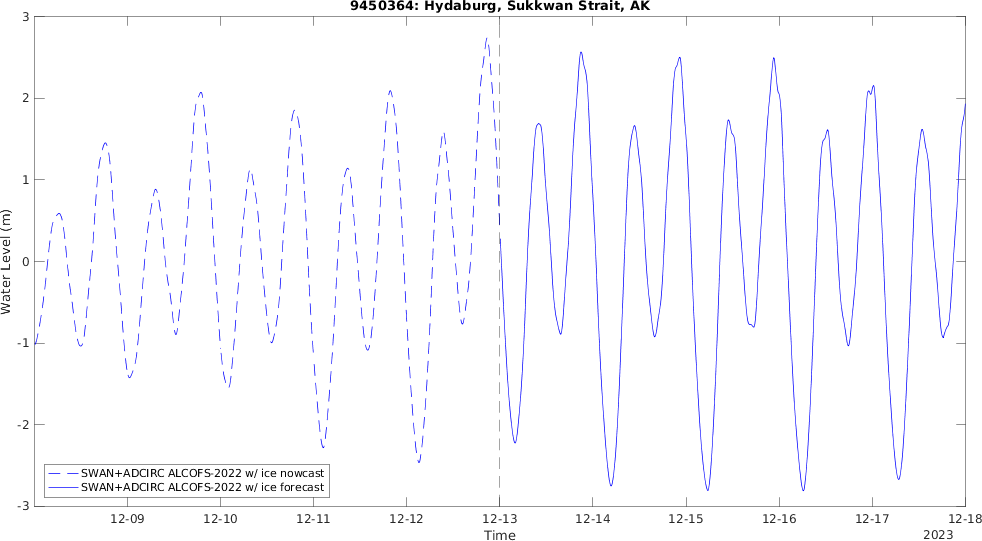 9450364: Hydaburg, Sukkwan Strait, AK
Water Level (m)
3
2
1
0
-1
-2
-3
SWAN+ADCIRC ALCOFS-2022 w/ ice nowcast
SWAN+ADCIRC ALCOFS-2022 w/ ice forecast
12-09 12-10 12-11 12-12 12-13 12-14 12-15 12-16 12-17 12-18
Time
2023